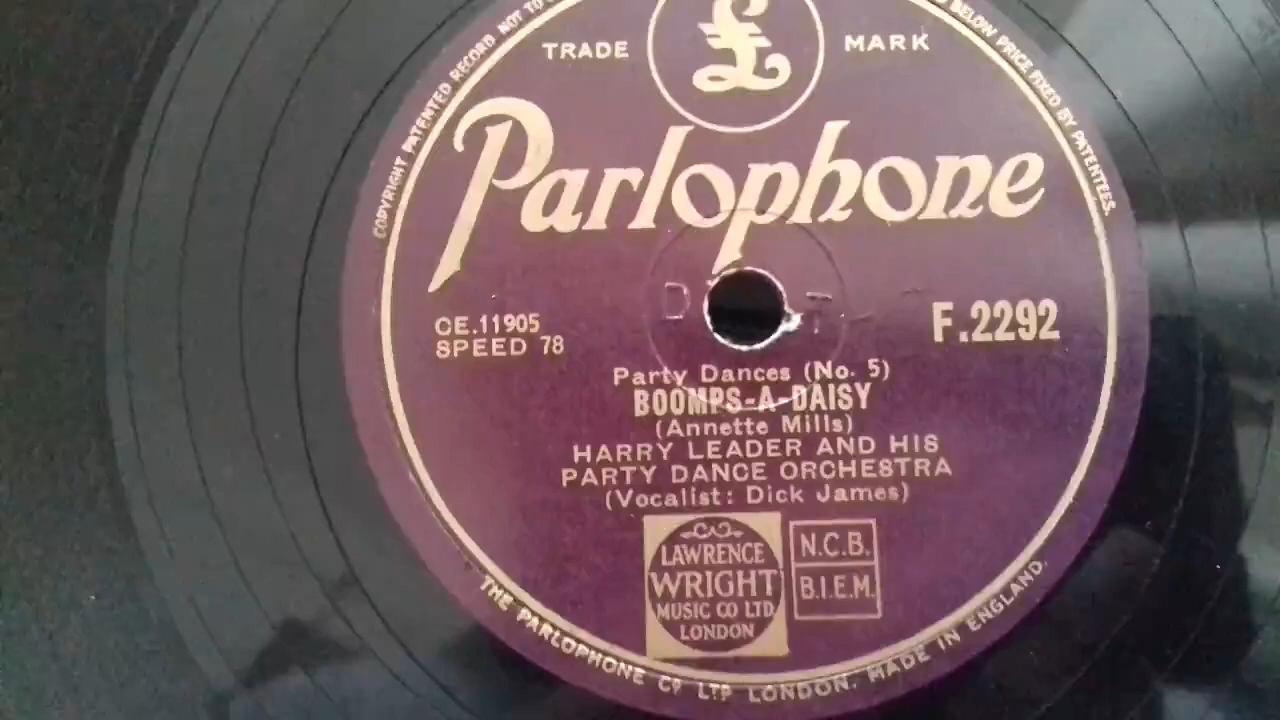 COPYRIGHT PATENTED RECORD NOT TO
BELOW PRICE FIXED BY PATENTEES.
TRADE £ MARK
Parlophone
D T
CE.11905
SPEED 78
F.2292
Party Dances (No. 5)
BOOMPS-A-DAISY
(Annette Mills)
HARRY LEADER AND HIS
PARTY DANCE ORCHESTRA
(Vocalist: Dick James)
LAWRENCE
WRIGHT
MUSIC CO LTD.
LONDON
N.C.B.
B.I.E.M.
THE PARLOPHONE CO LTD LONDON. MADE IN ENGLAND.